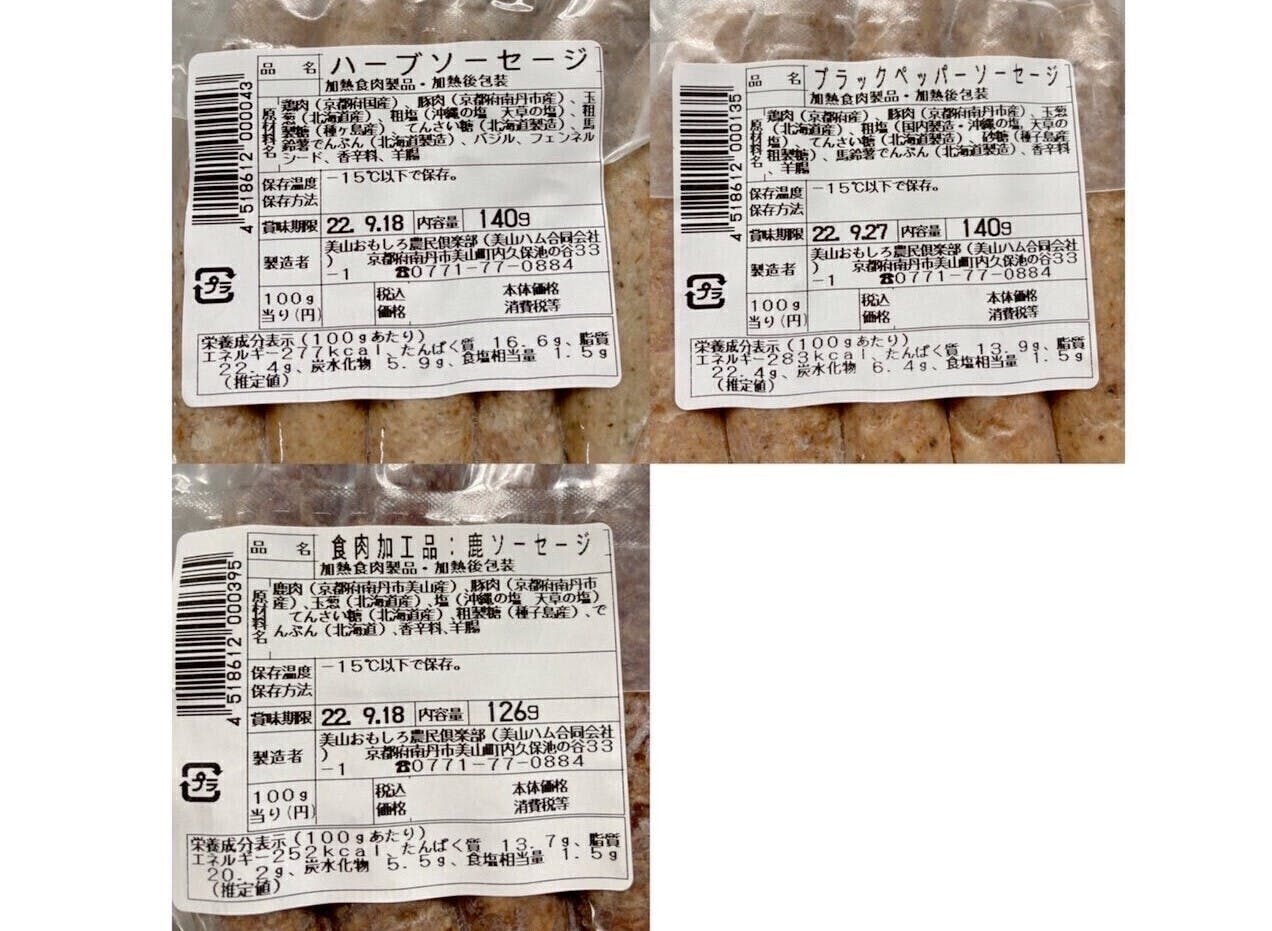 品 名 ハーブソーセージ
加熱食肉製品・加熱後包装
原材料名
鶏肉（京都府国産）、豚肉（京都府南丹市産）、玉
葱（北海道産）、粗塩（沖縄の塩 天草の塩）、粗
製糖（種ヶ島産）、てんさい糖（北海道製造）、馬
鈴薯でんぷん（北海道製造）、バジル、フェンネル
シード、香辛料、羊腸
保存温度
保存方法
－15℃以下で保存。
賞味期限 22. 9.18 内容量 140g
製造者
美山おもしろ農民倶楽部（美山ハム合同会社
） 京都府南丹市美山町内久保池の谷33
－1 ☎0771-77-0884
100g
当り(円)
税込
価格
本体価格
消費税等
栄養成分表示（100gあたり）
エネルギー277kcal、たんぱく質 16.6g、脂質
22.4g、炭水化物 5.9g、食塩相当量 1.5g
（推定値）
4 518612 000043
プラ
品 名 ブラックペッパーソーセージ
加熱食肉製品・加熱後包装
原材料名
鶏肉（京都府産）、豚肉（京都府南丹市産）、玉葱
（北海道産）、粗塩（国内製造・沖縄の塩、天草の
塩）、てんさい糖（北海道製造）、砂糖（種子島産
粗製糖）、馬鈴薯でんぷん（北海道製造）、香辛料
、羊腸
保存温度
保存方法
－15℃以下で保存。
賞味期限 22. 9.27 内容量 140g
製造者
美山おもしろ農民倶楽部（美山ハム合同会社
） 京都府南丹市美山町内久保池の谷33
－1 ☎0771-77-0884
100g
当り(円)
税込
価格
本体価格
消費税等
栄養成分表示（100gあたり）
エネルギー283kcal、たんぱく質 13.9g、脂質
22.4g、炭水化物 6.4g、食塩相当量 1.5g
（推定値）
4 518612 000135
プラ
品 名 食肉加工品：鹿ソーセージ
加熱食肉製品・加熱後包装
原材料名
鹿肉（京都府南丹市美山産）、豚肉（京都府南丹市
産）、玉葱（北海道産）、塩（沖縄の塩 天草の塩）
てんさい糖（北海道産）、粗製糖（種子島産）、で
んぷん（北海道）、香辛料、羊腸
保存温度
保存方法
－15℃以下で保存。
賞味期限 22. 9.18 内容量 126g
製造者
美山おもしろ農民倶楽部（美山ハム合同会社
） 京都府南丹市美山町内久保池の谷33
－1 ☎0771-77-0884
100g
当り(円)
税込
価格
本体価格
消費税等
栄養成分表示（100gあたり）
エネルギー252kcal、たんぱく質 13.7g、脂質
20.2g、炭水化物 5.5g、食塩相当量 1.5g
（推定値）
4 518612 000395
プラ